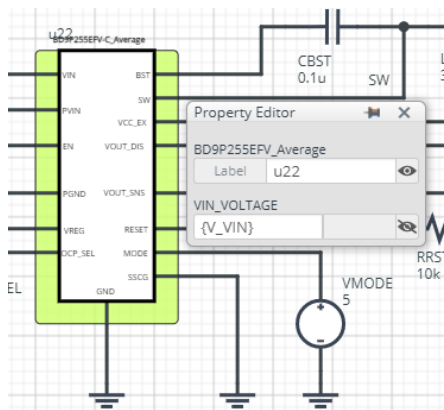 u22
BD9P255EFV-C_Average
VIN
BST
CBST
0.1u
SW
PVIN
SW
VCC_EX
EN
VOUT_DIS
Property Editor
BD9P255EFV_Average
Label u22
VIN_VOLTAGE
{V_VIN}
PGND
VOUT_SNS
VREG
RESET
OCP_SEL
MODE
SSCG
GND
EL
VMODE
5
RRST
10k